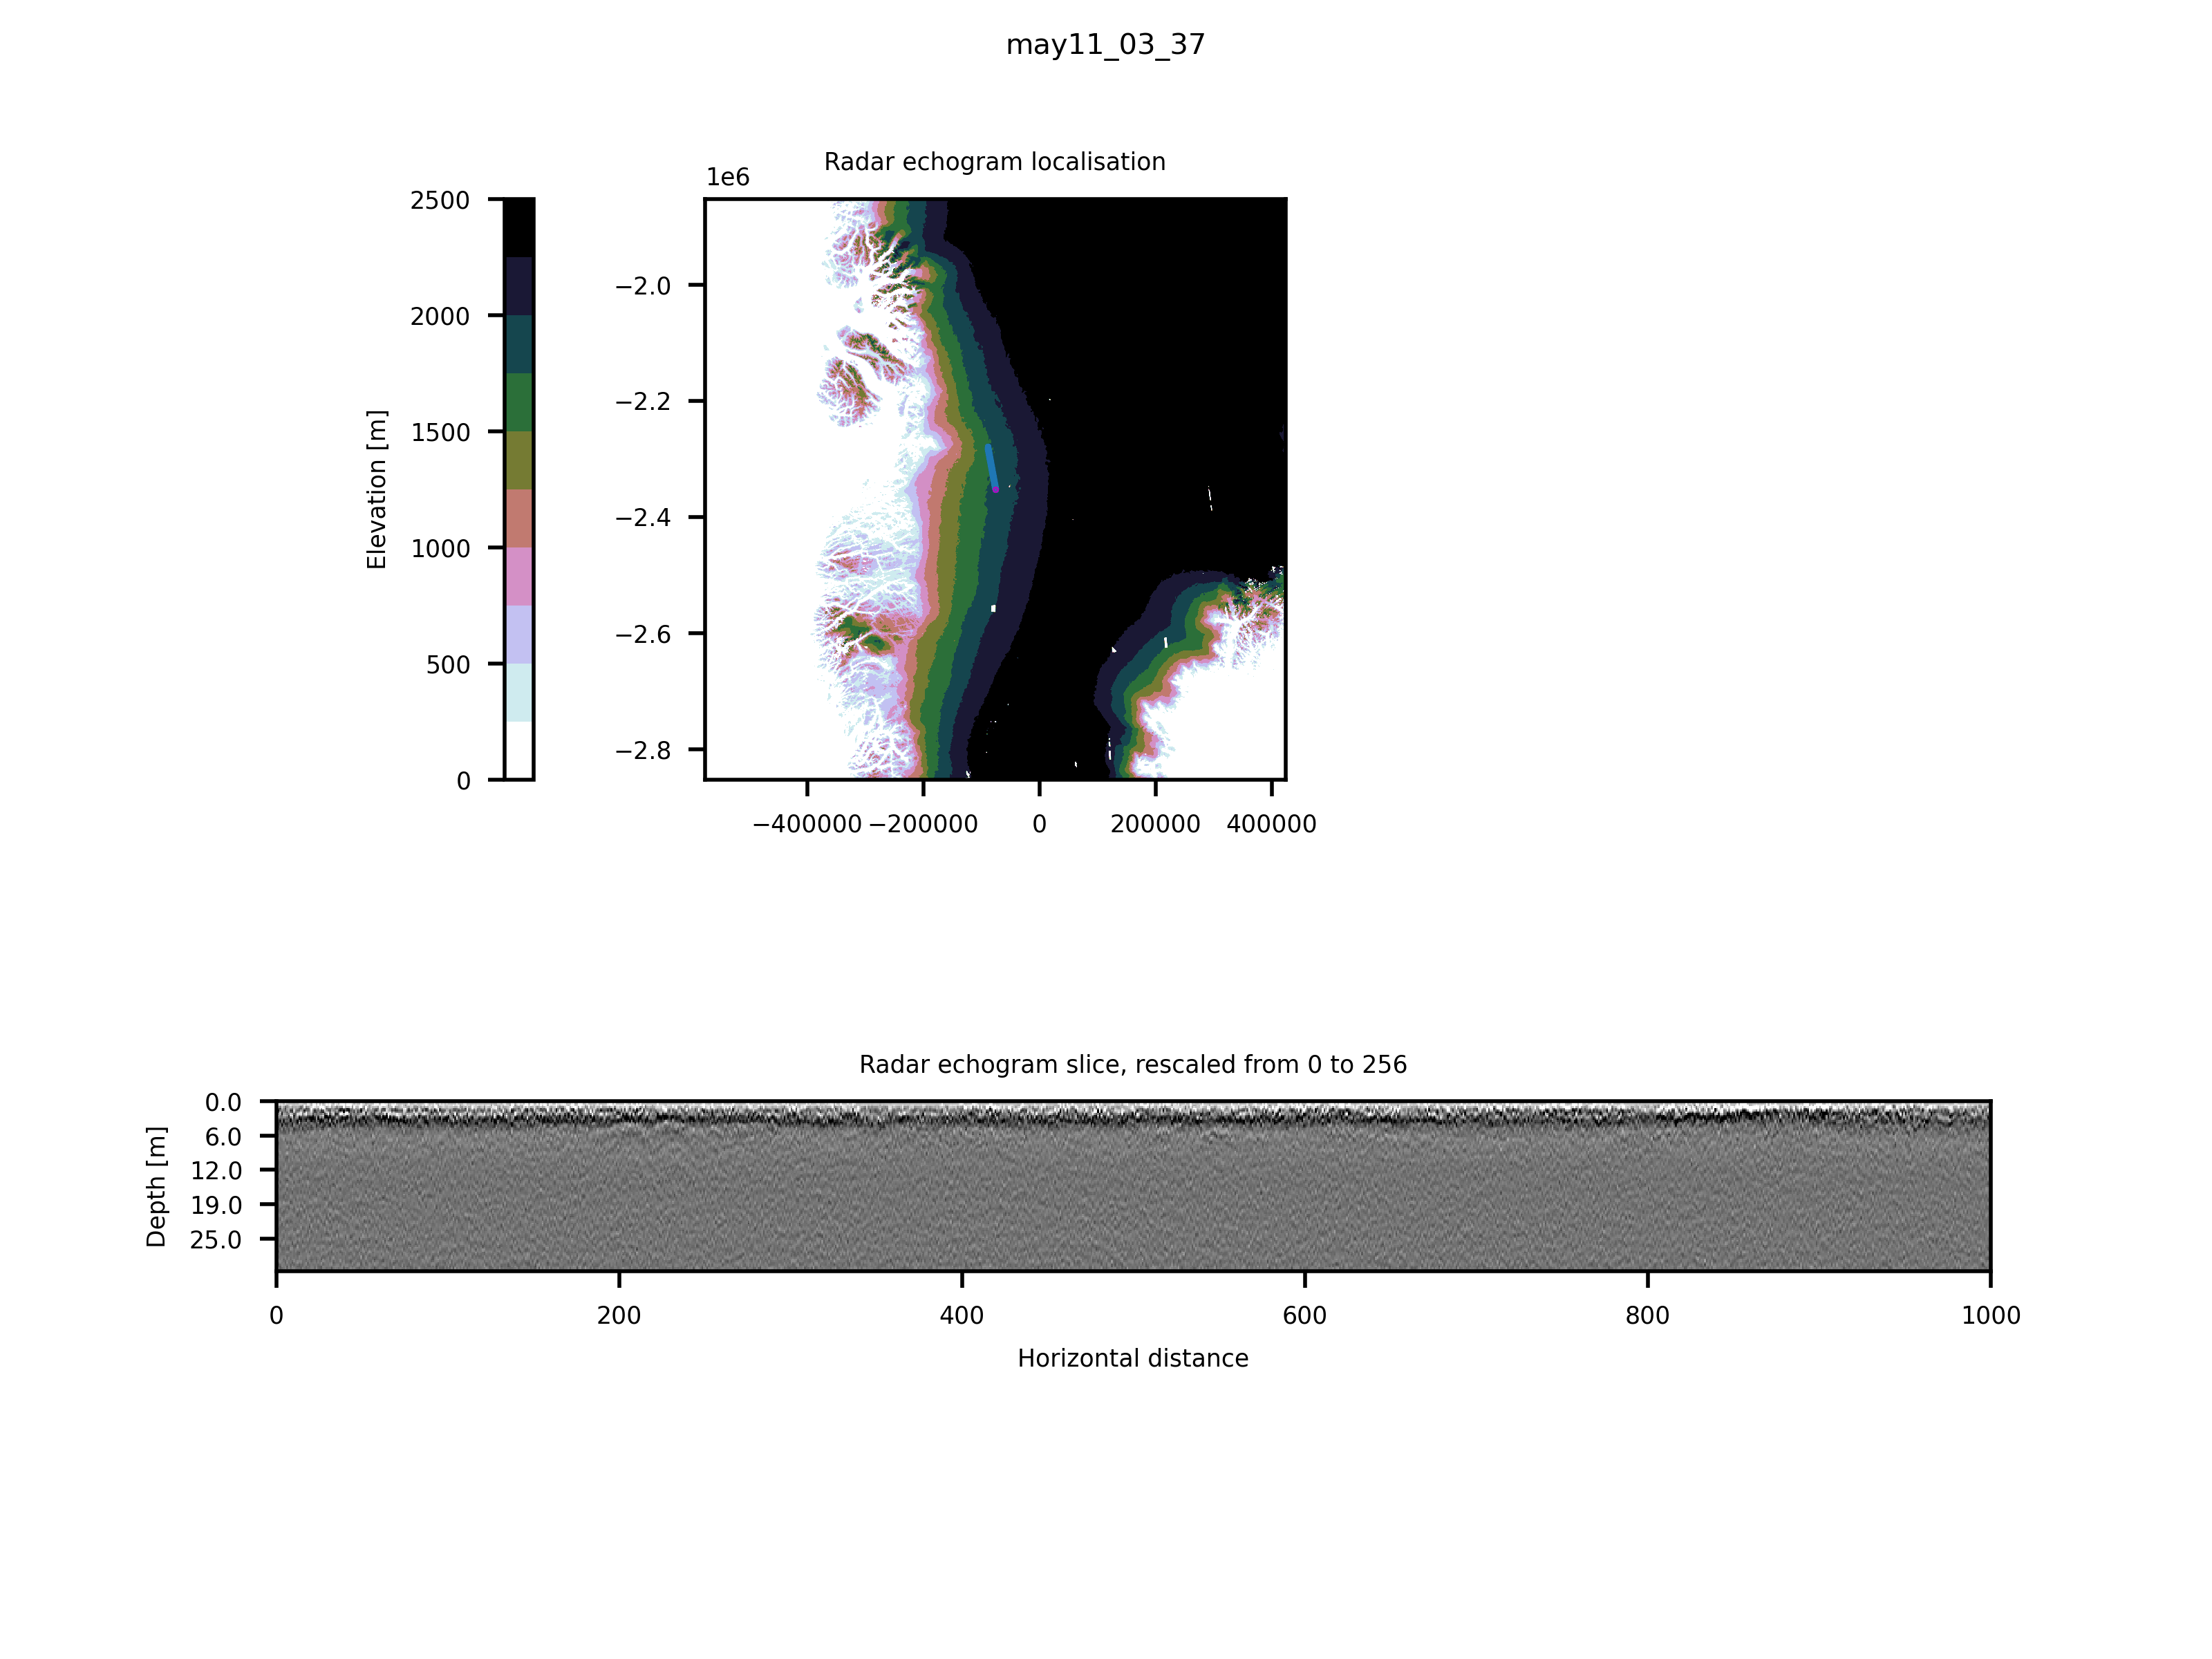 may11_03_37
Radar echogram localisation
1e6
2500
2000
1500
1000
500
0
Elevation [m]
−2.0
−2.2
−2.4
−2.6
−2.8
−400000 −200000 0 200000 400000
Radar echogram slice, rescaled from 0 to 256
0.0
6.0
12.0
19.0
25.0
Depth [m]
0 200 400 600 800 1000
Horizontal distance